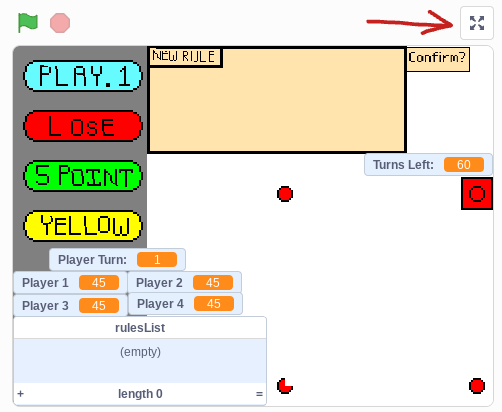 NEW RULE
Confirm?
PLAY.1
LOSE
5 POINT
YELLOW
Turns Left: 60
Player Turn: 1
Player 1 45
Player 2 45
Player 3 45
Player 4 45
rulesList
(empty)
+ length 0 =